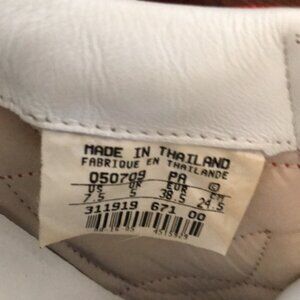 MADE IN THAILAND
FABRIQUE EN THAILANDE
050709 PA ©
US UK EUR CM
7.5 5 38.5 24.5
311919 671 00